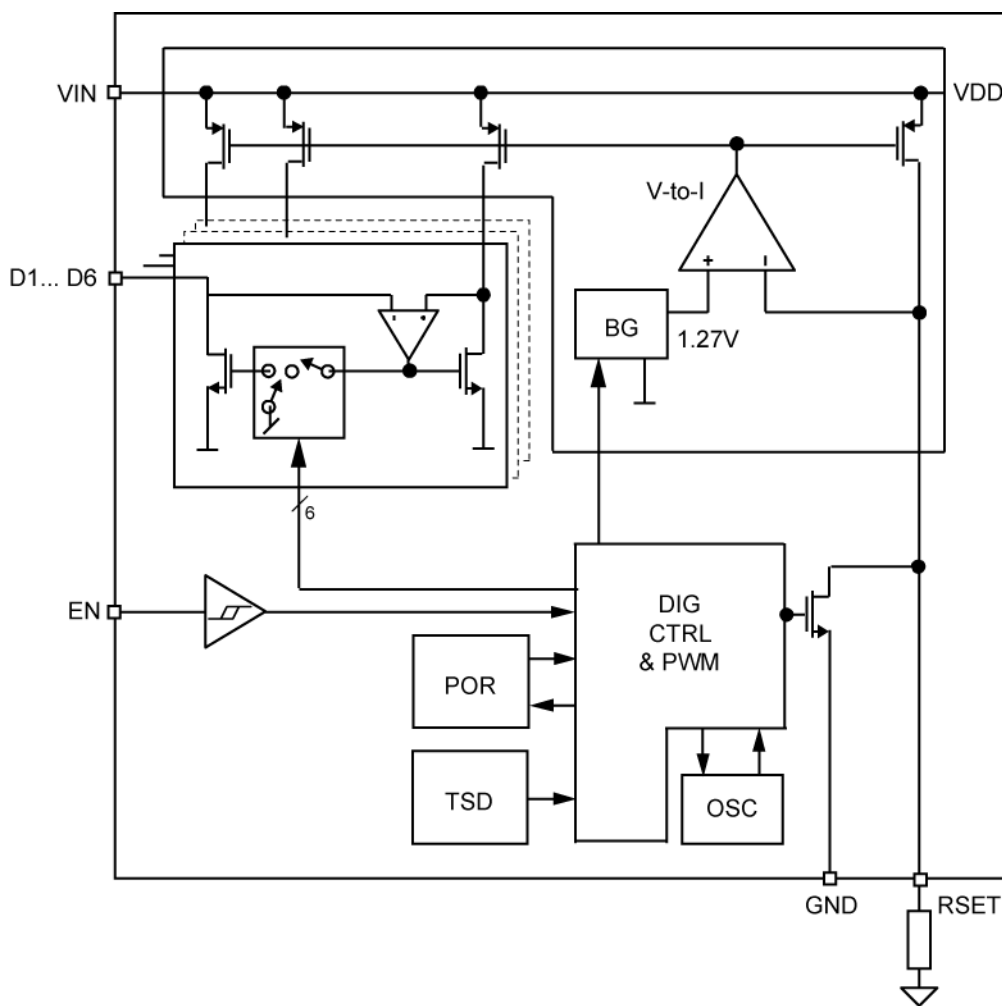 VIN
VDD
V-to-I
+
–
D1... D6
BG
1.27V
6
EN
DIG
CTRL
& PWM
POR
TSD
OSC
GND
RSET